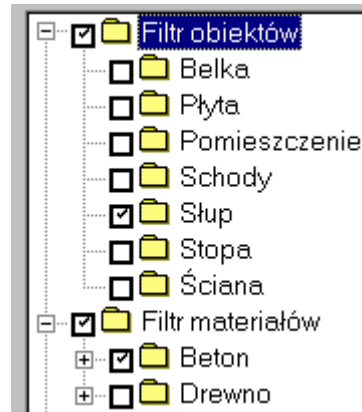 Filtr obiektów
Belka
Płyta
Pomieszczenie
Schody
Słup
Stopa
Ściana
Filtr materiałów
Beton
Drewno